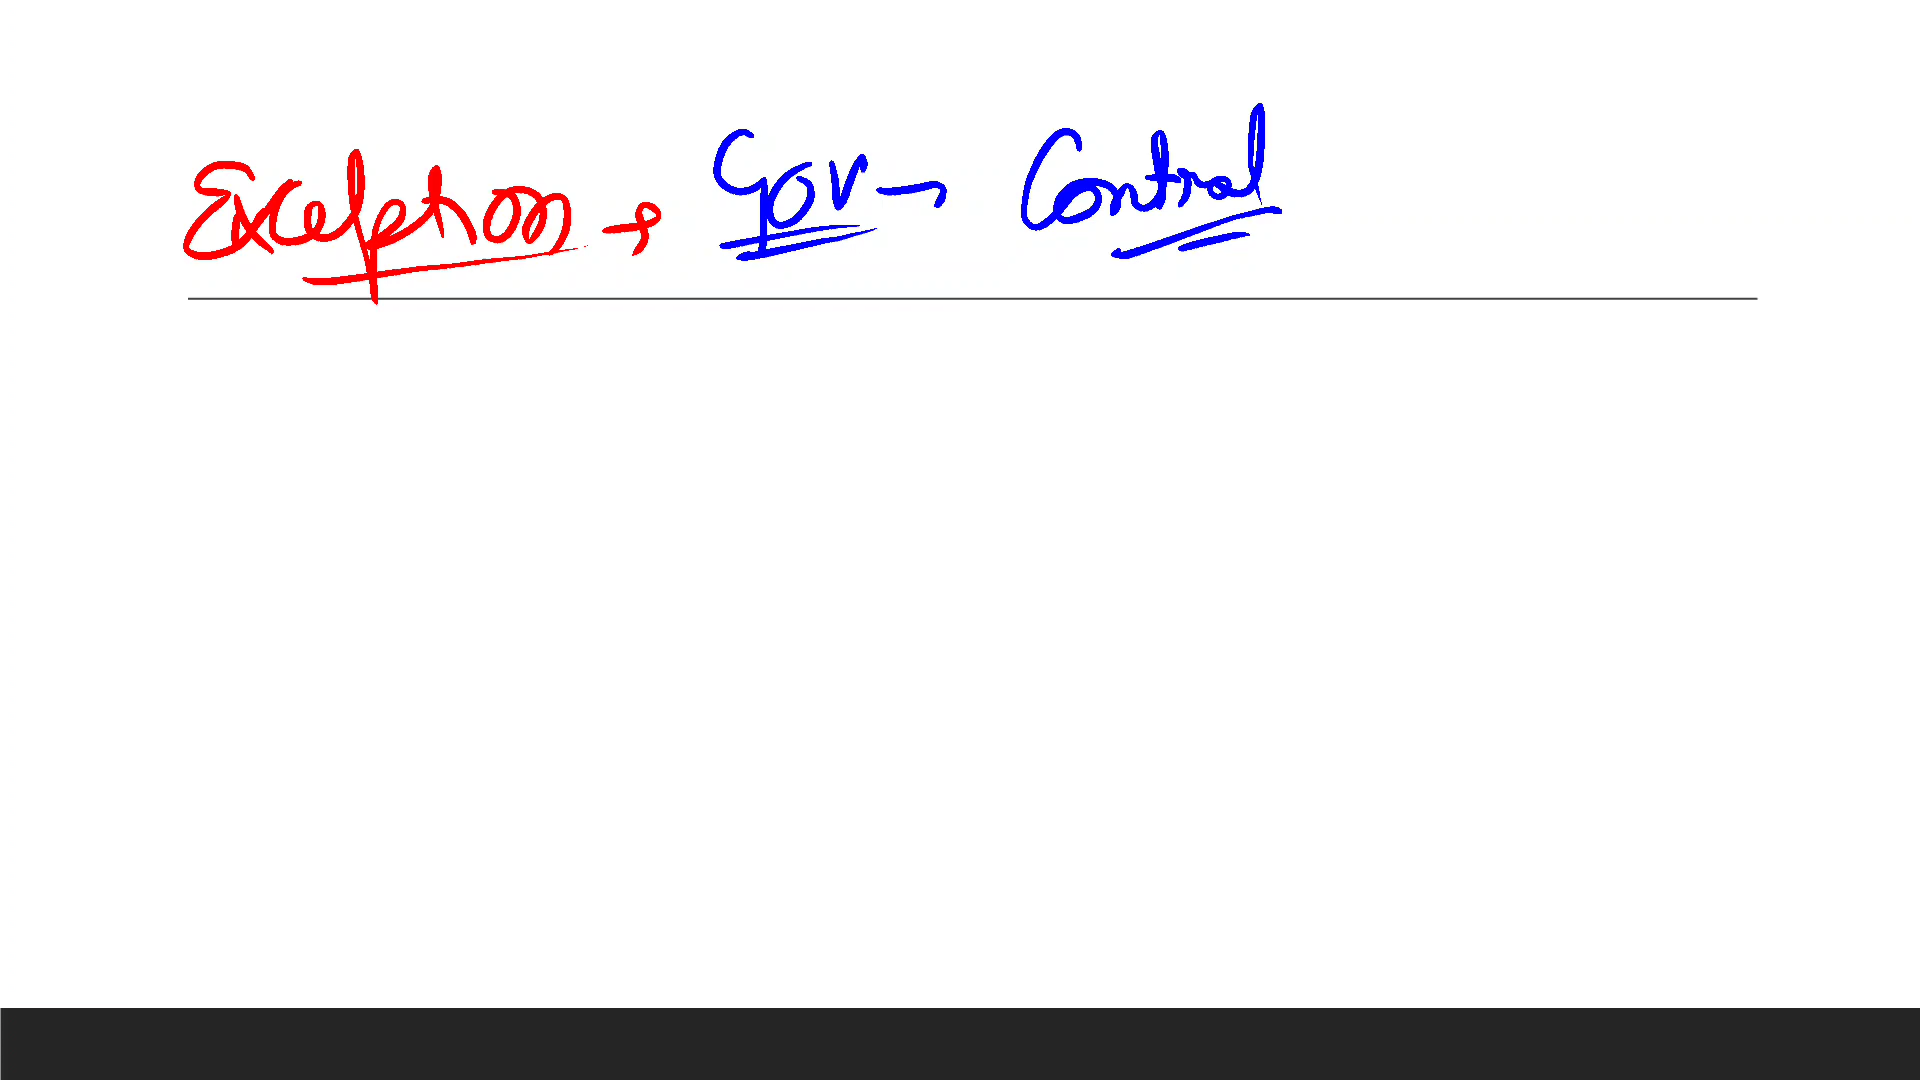 Exception → Gov → Control